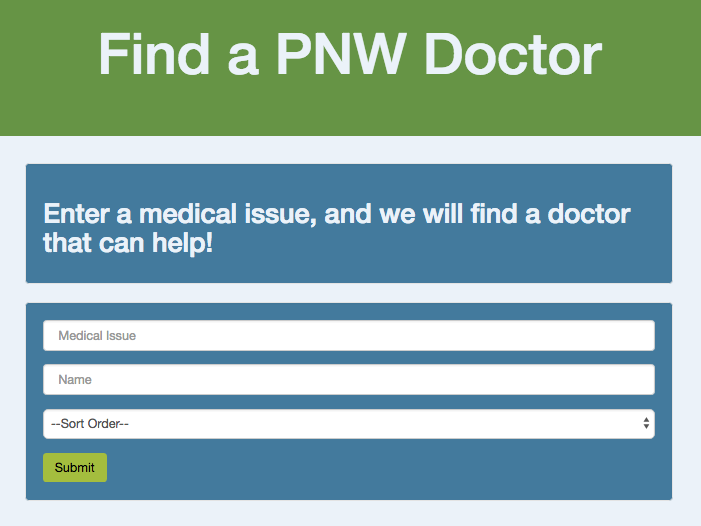 Find a PNW Doctor
Enter a medical issue, and we will find a doctor
that can help!
Medical Issue
Name
--Sort Order--
Submit